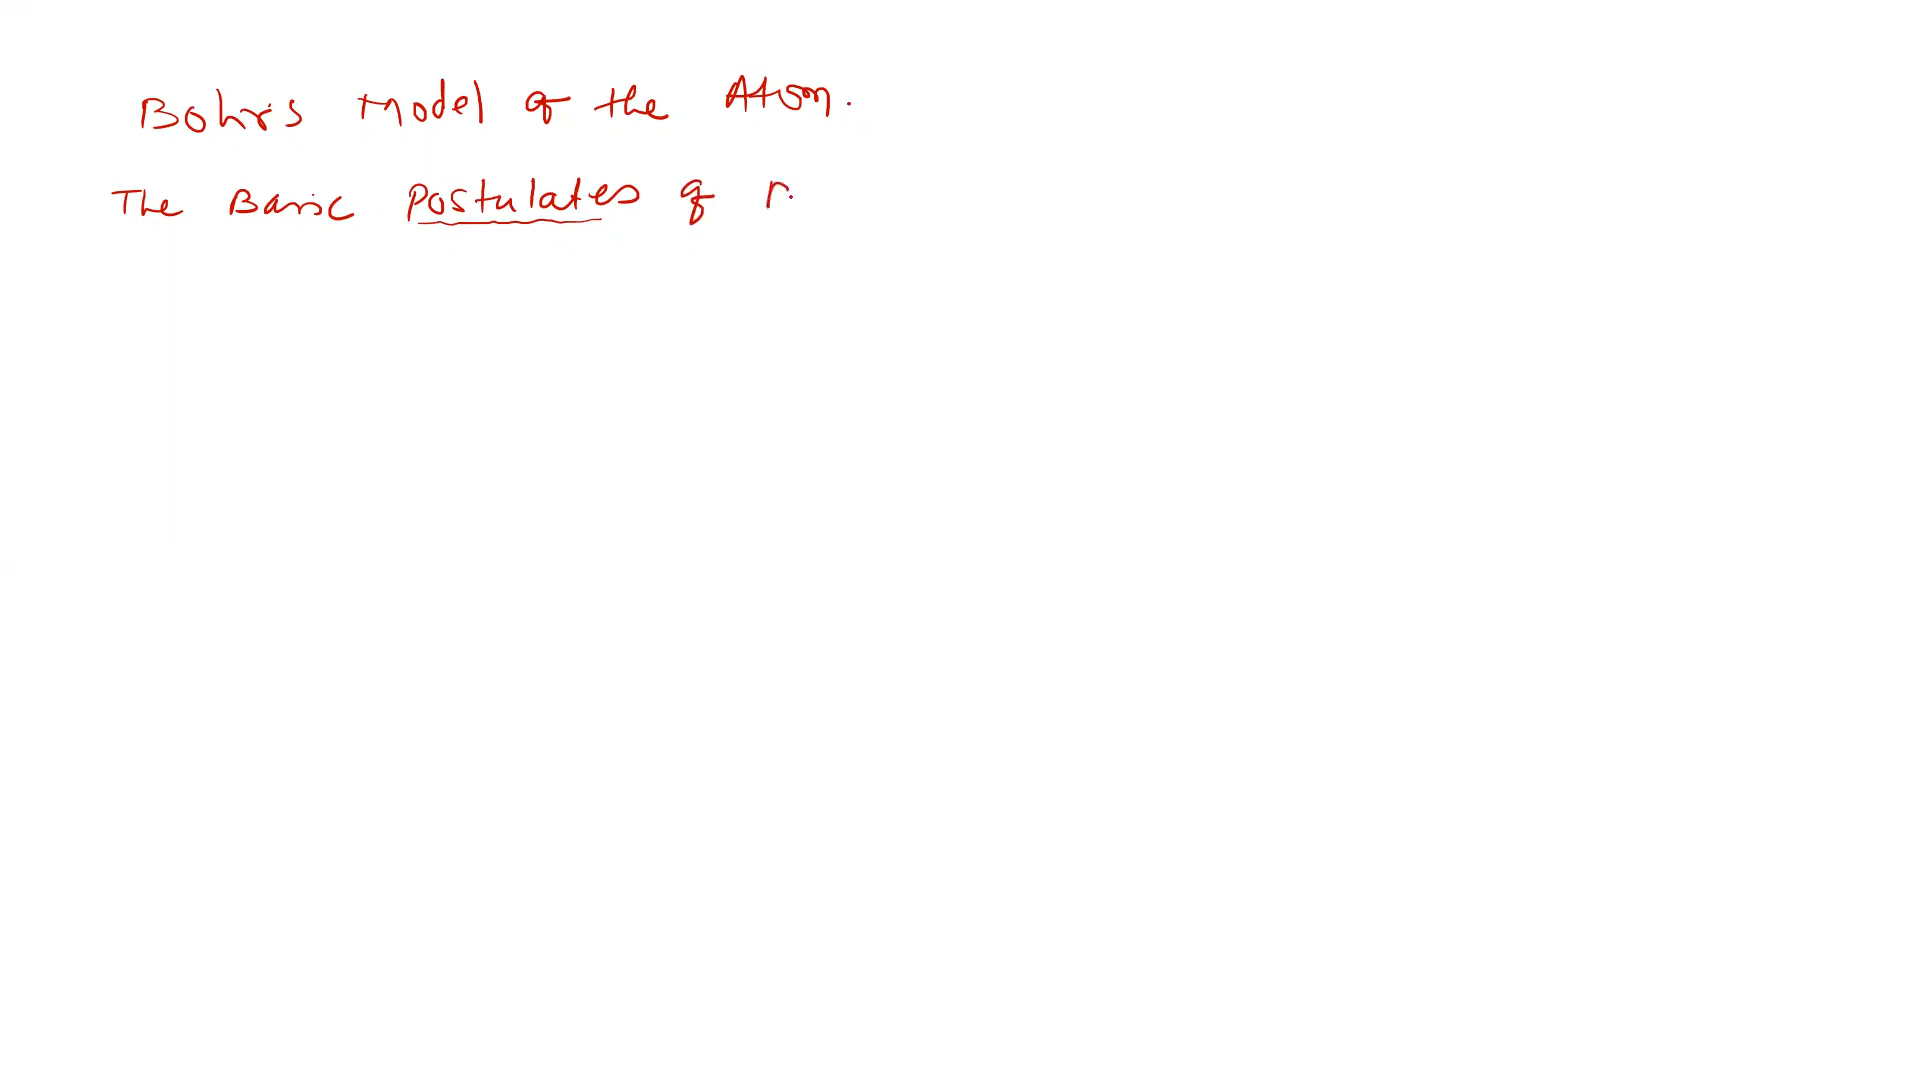 Bohr's Model of the Atom.
The Basic Postulates of